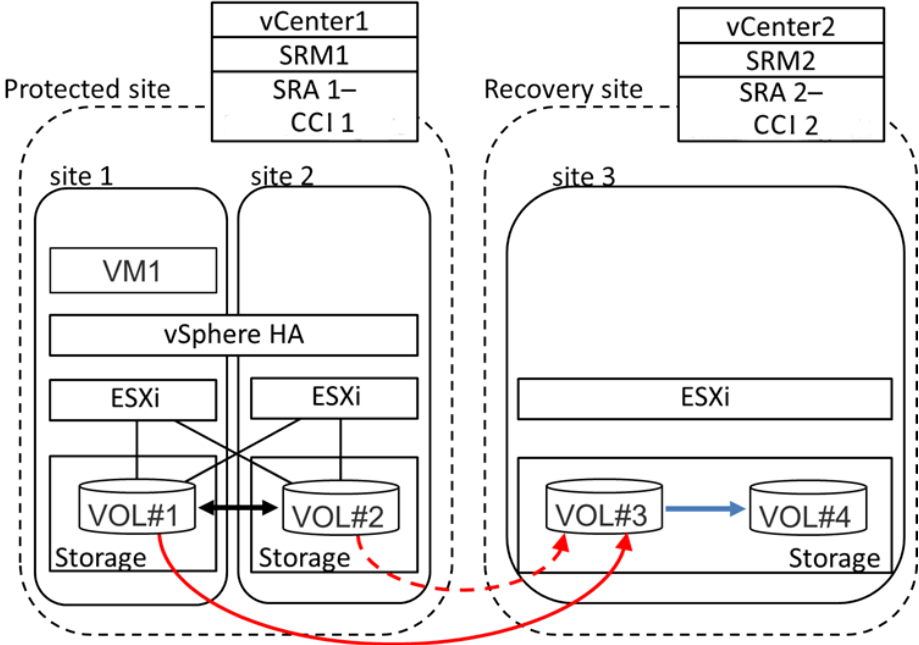 vCenter1
SRM1
SRA 1–
CCI 1
vCenter2
SRM2
SRA 2–
CCI 2
Protected site
Recovery site
site 1
site 2
site 3
VM1
vSphere HA
ESXi
ESXi
ESXi
VOL#1
VOL#2
VOL#3
VOL#4
Storage
Storage
Storage